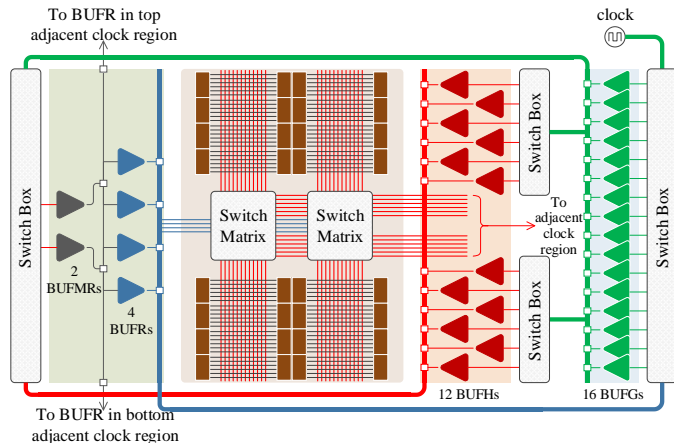 To BUFR in top
adjacent clock region
clock
Switch Box
Switch Box
Switch Box
Switch
Matrix
Switch
Matrix
To
adjacent
clock
region
2
BUFMRs
4
BUFRs
Switch Box
12 BUFHs
16 BUFGs
To BUFR in bottom
adjacent clock region